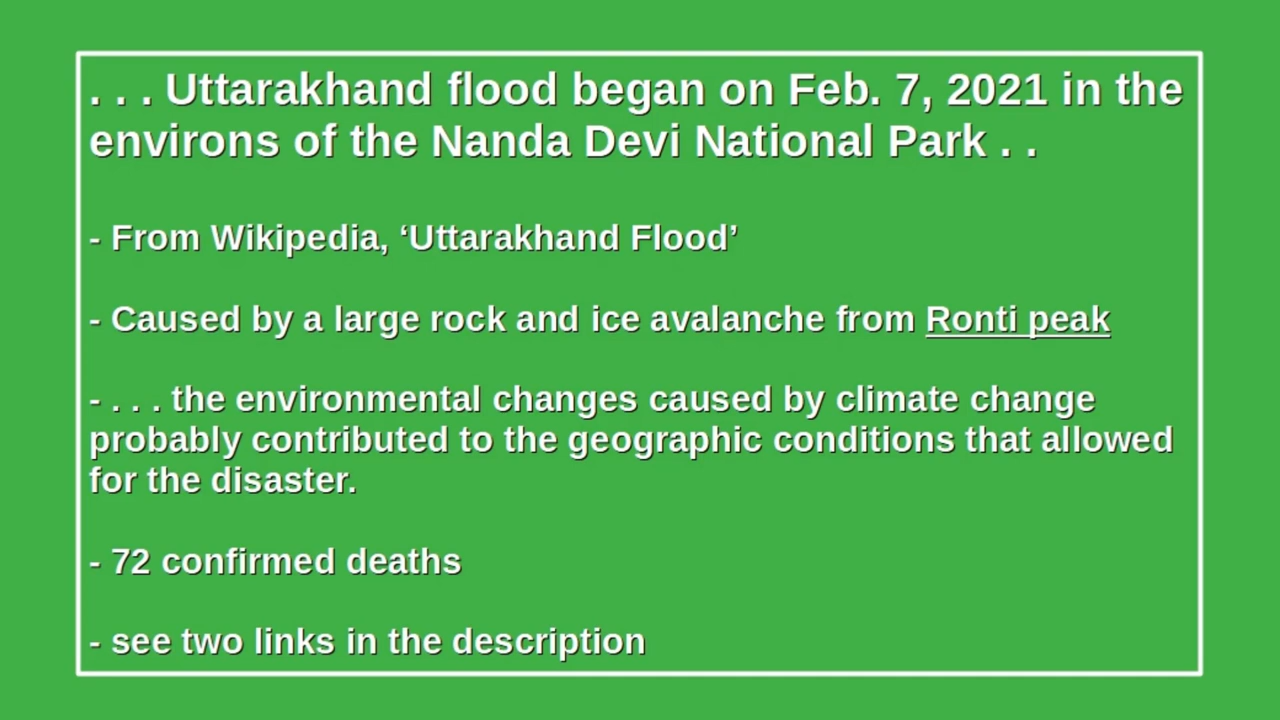 . . . Uttarakhand flood began on Feb. 7, 2021 in the
environs of the Nanda Devi National Park . .
- From Wikipedia, ‘Uttarakhand Flood’
- Caused by a large rock and ice avalanche from Ronti peak
- . . . the environmental changes caused by climate change
probably contributed to the geographic conditions that allowed
for the disaster.
- 72 confirmed deaths
- see two links in the description